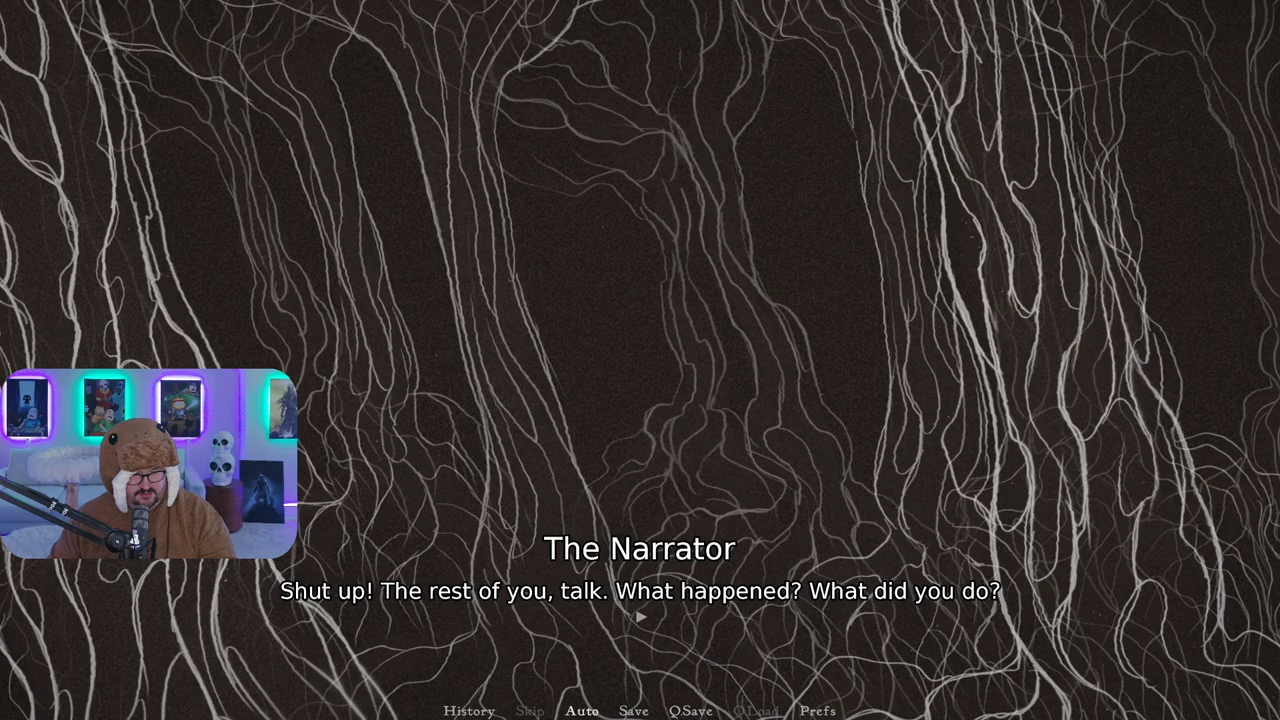 The Narrator
Shut up! The rest of you, talk. What happened? What did you do?
History Skip Auto Save Q.Save Q.Load Prefs